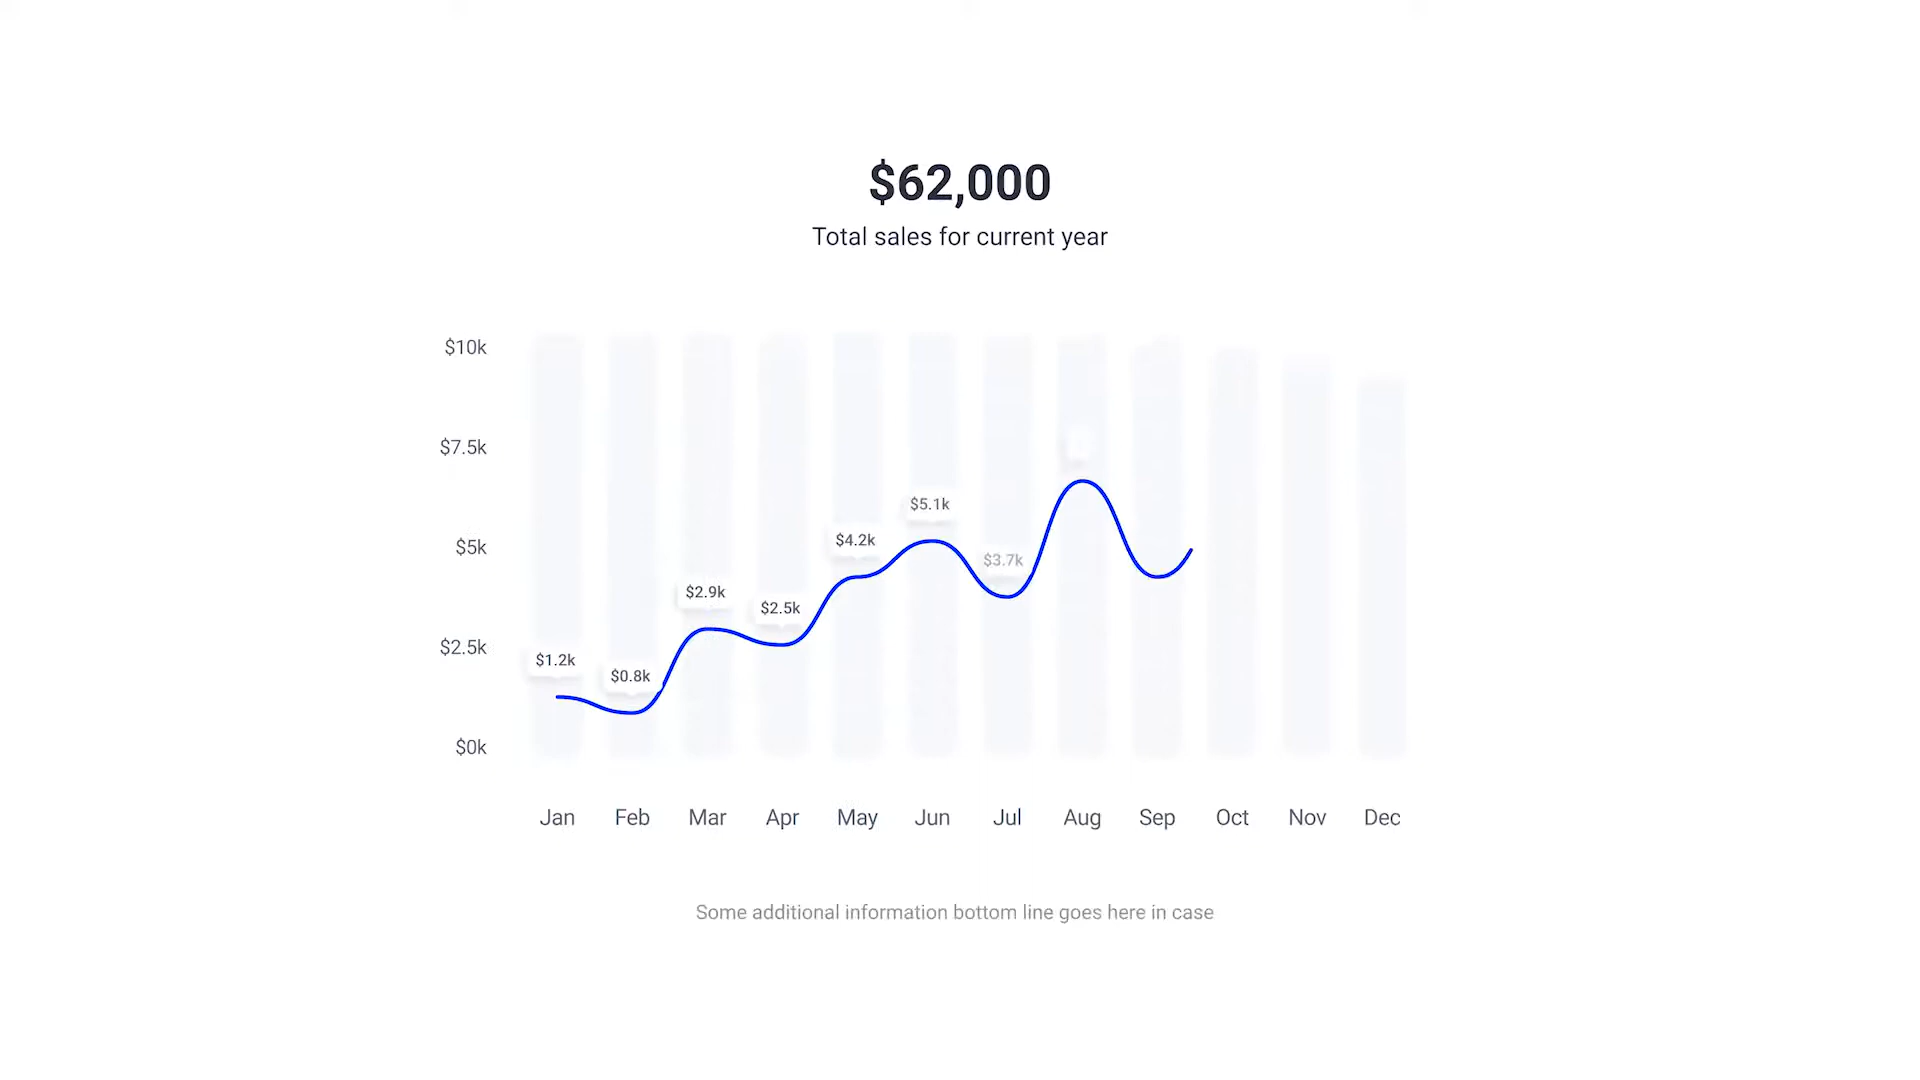 $62,000
Total sales for current year
$10k
$7.5k
$5k
$2.5k
$0k
$1.2k
$0.8k
$2.9k
$2.5k
$4.2k
$5.1k
$3.7k
Jan Feb Mar Apr May Jun Jul Aug Sep Oct Nov Dec
Some additional information bottom line goes here in case